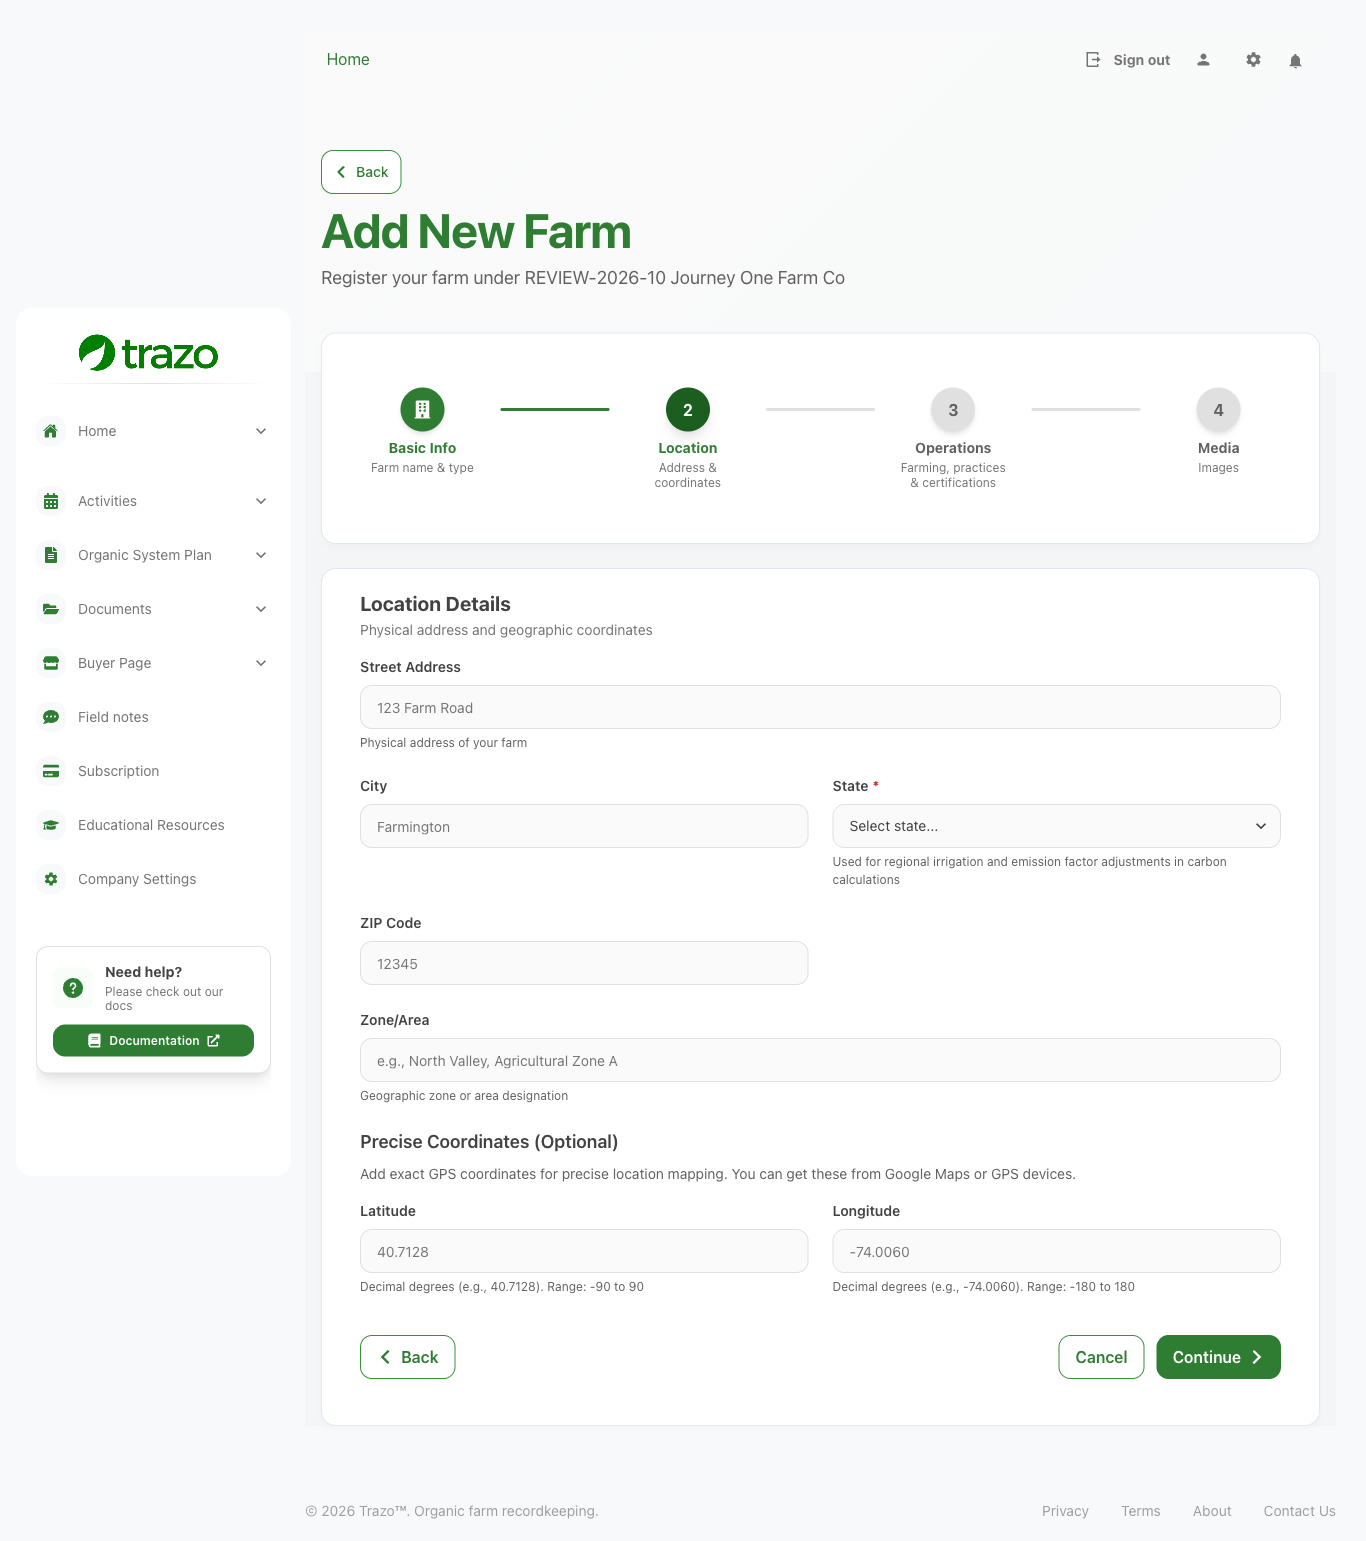 Home
Sign out
Back
Add New Farm
Register your farm under REVIEW-2026-10 Journey One Farm Co
trazo
Home
Activities
Organic System Plan
Documents
Buyer Page
Field notes
Subscription
Educational Resources
Company Settings
Need help?
Please check out our
docs
Documentation
Basic Info
Farm name & type
2
Location
Address &
coordinates
3
Operations
Farming, practices
& certifications
4
Media
Images
Location Details
Physical address and geographic coordinates
Street Address
123 Farm Road
Physical address of your farm
City
Farmington
State *
Select state...
Used for regional irrigation and emission factor adjustments in carbon
calculations
ZIP Code
12345
Zone/Area
e.g., North Valley, Agricultural Zone A
Geographic zone or area designation
Precise Coordinates (Optional)
Add exact GPS coordinates for precise location mapping. You can get these from Google Maps or GPS devices.
Latitude
40.7128
Decimal degrees (e.g., 40.7128). Range: -90 to 90
Longitude
-74.0060
Decimal degrees (e.g., -74.0060). Range: -180 to 180
Back
Cancel
Continue
© 2026 Trazo™. Organic farm recordkeeping.
Privacy
Terms
About
Contact Us